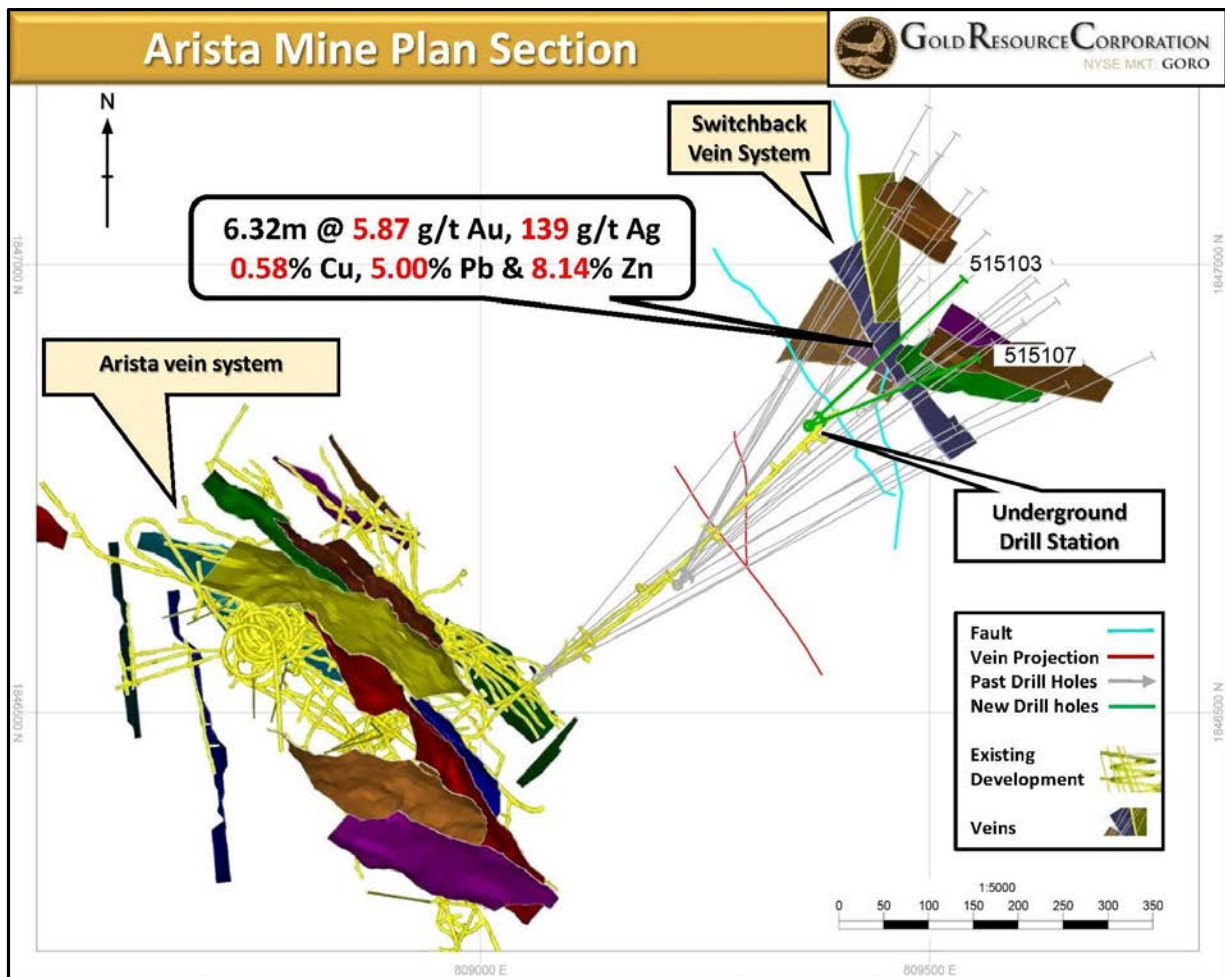 Arista Mine Plan Section
GOLD RESOURCE CORPORATION
NYSE MKT: GORO
N
Switchback
Vein System
6.32m @ 5.87 g/t Au, 139 g/t Ag
0.58% Cu, 5.00% Pb & 8.14% Zn
1847000 N
1847000 N
515103
515107
Arista vein system
Underground
Drill Station
1846500 N
1846500 N
Fault
Vein Projection
Past Drill Holes
New Drill holes
Existing
Development
Veins
1:5000
0 50 100 150 200 250 300 350
809000 E
809500 E